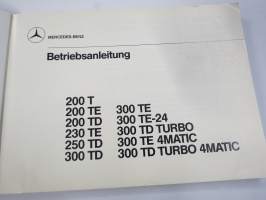 MERCEDES-BENZ
Betriebsanleitung
200 T
200 TE 300 TE
200 TD 300 TE-24
230 TE 300 TD TURBO
250 TD 300 TE 4MATIC
300 TD 300 TD TURBO 4MATIC